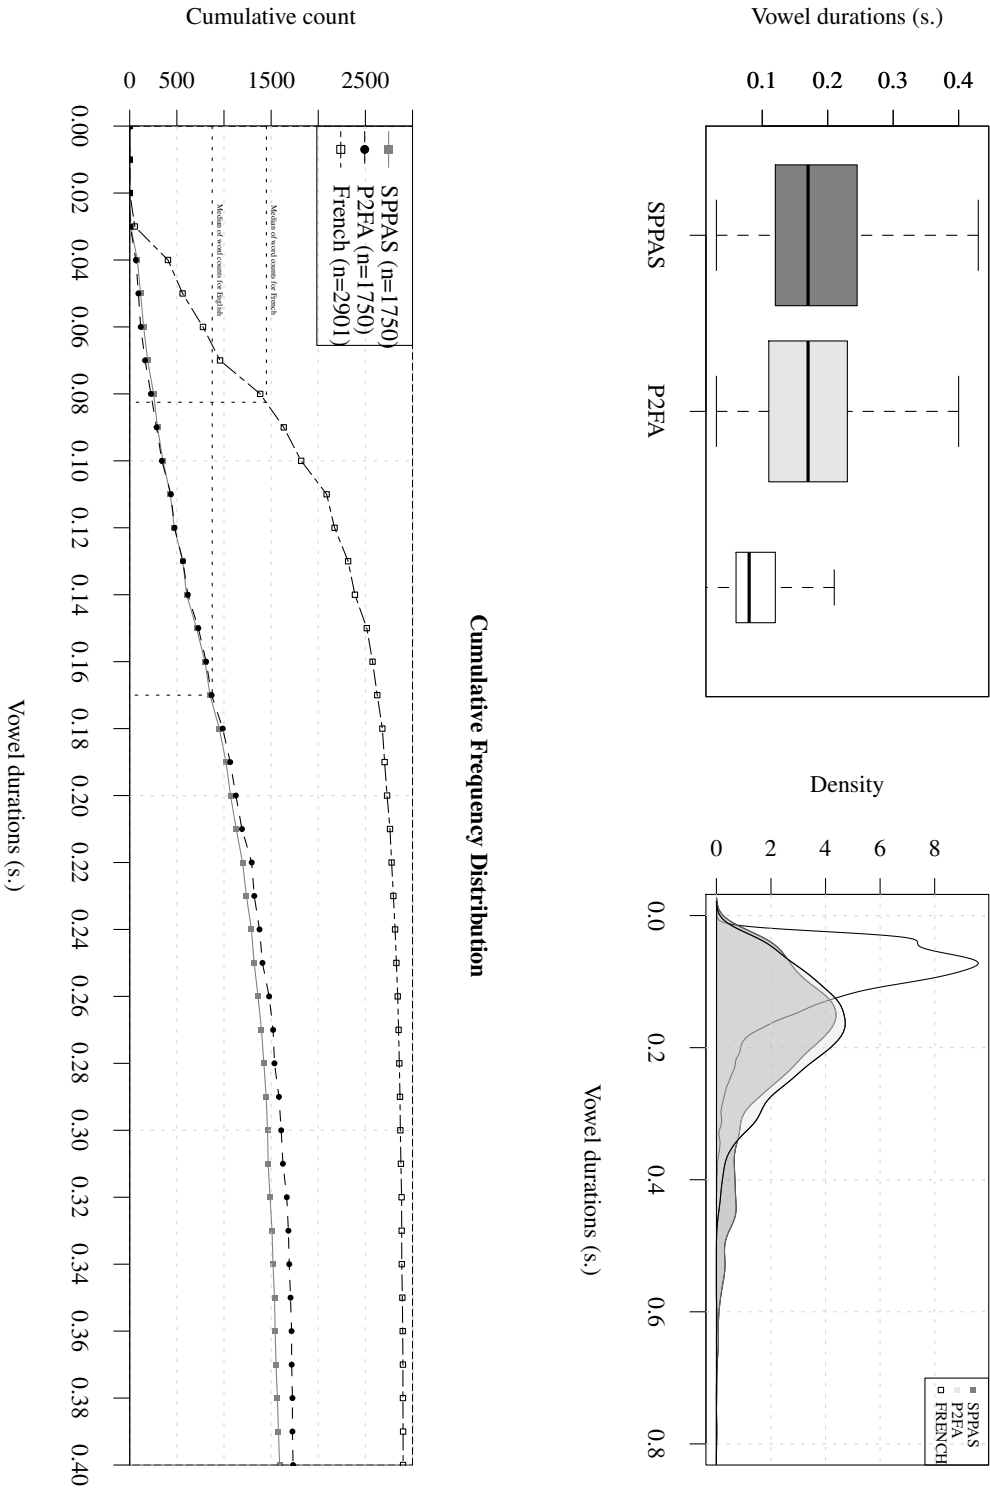 Vowel durations (s.)
0.1 0.2 0.3 0.4
SPPAS
P2FA
Density
0 2 4 6 8
0.0 0.2 0.4 0.6 0.8
Vowel durations (s.)
SPPAS
P2FA
FRENCH
Cumulative Frequency Distribution
Cumulative count
0 500 1500 2500
0.00 0.02 0.04 0.06 0.08 0.10 0.12 0.14 0.16 0.18 0.20 0.22 0.24 0.26 0.28 0.30 0.32 0.34 0.36 0.38 0.40
Vowel durations (s.)
SPPAS (n=1750)
P2FA (n=1750)
French (n=2901)
Median of word counts for French
Median of word counts for English